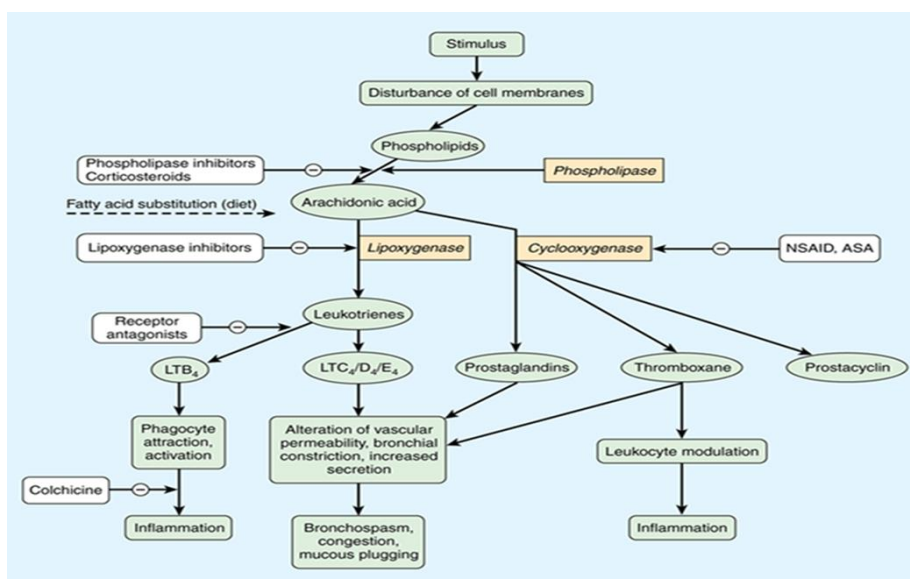 Stimulus
Disturbance of cell membranes
Phospholipids
Phospholipase inhibitors
Corticosteroids
Phospholipase
Arachidonic acid
Fatty acid substitution (diet)
Lipoxygenase inhibitors
Lipoxygenase
Cyclooxygenase
NSAID, ASA
Leukotrienes
Receptor
antagonists
LTB₄
LTC₄/D₄/E₄
Prostaglandins
Thromboxane
Prostacyclin
Phagocyte
attraction,
activation
Alteration of vascular
permeability, bronchial
constriction, increased
secretion
Leukocyte modulation
Colchicine
Inflammation
Bronchospasm,
congestion,
mucous plugging
Inflammation